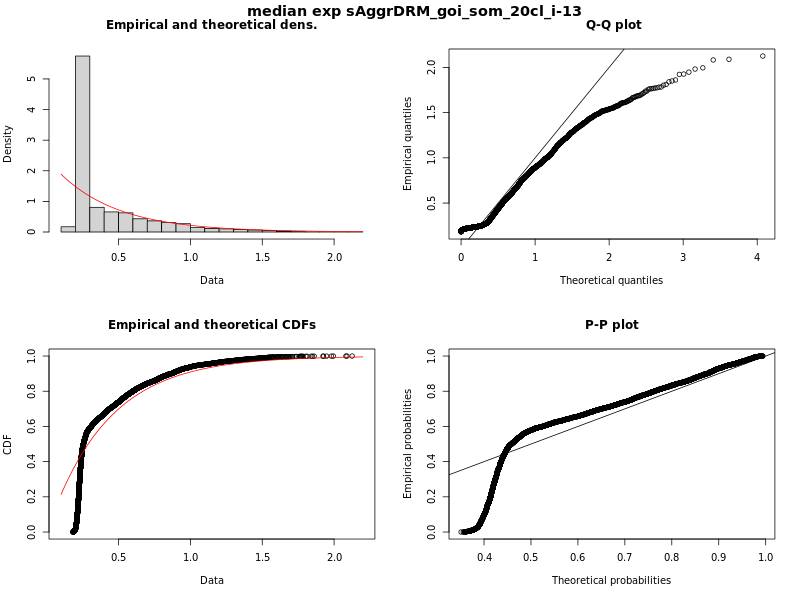 median exp sAggrDRM_goi_som_20cl_i-13
Empirical and theoretical dens.
Density
0 1 2 3 4 5
0.5 1.0 1.5 2.0
Data
Q-Q plot
Empirical quantiles
0.5 1.0 1.5 2.0
0 1 2 3 4
Theoretical quantiles
Empirical and theoretical CDFs
CDF
0.0 0.2 0.4 0.6 0.8 1.0
0.5 1.0 1.5 2.0
Data
P-P plot
Empirical probabilities
0.0 0.2 0.4 0.6 0.8 1.0
0.4 0.5 0.6 0.7 0.8 0.9 1.0
Theoretical probabilities